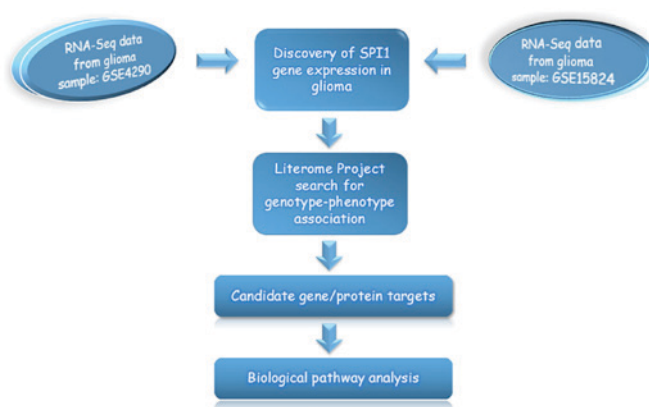 RNA-Seq data
from glioma
sample: GSE4290
Discovery of SPI1
gene expression in
glioma
RNA-Seq data
from glioma
sample: GSE15824
Literome Project
search for
genotype-phenotype
association
Candidate gene/protein targets
Biological pathway analysis